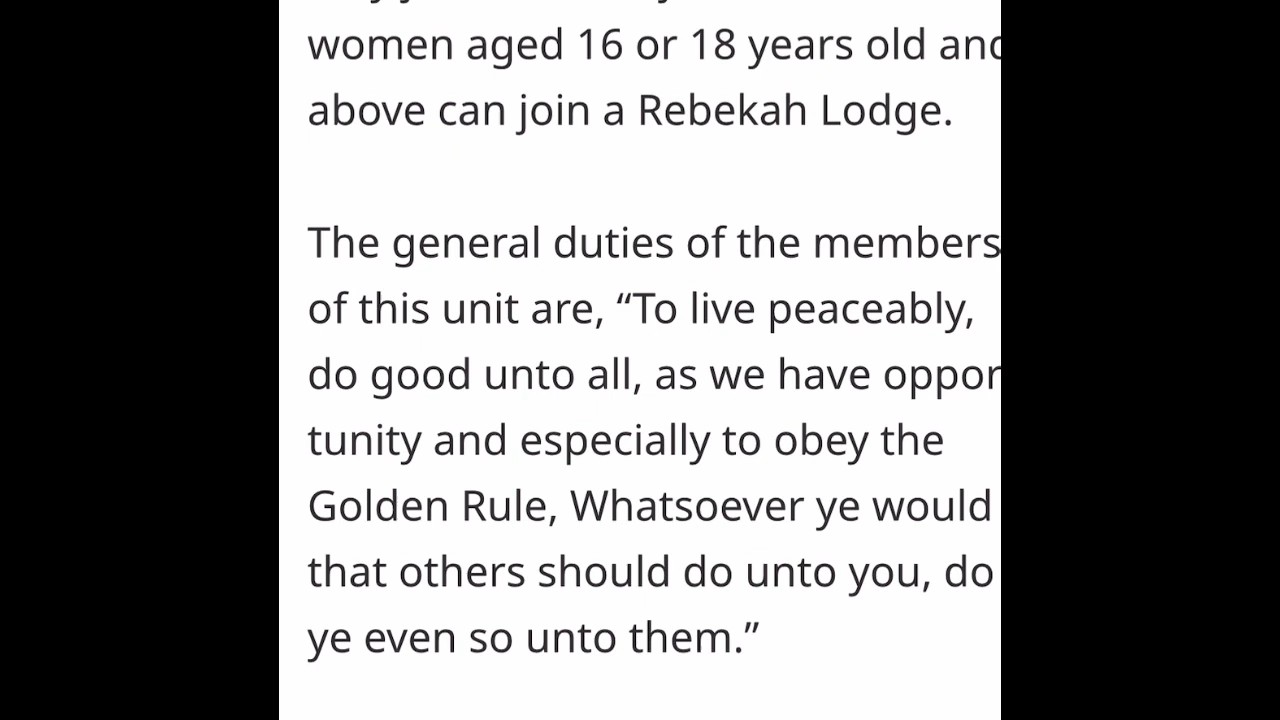 women aged 16 or 18 years old and
above can join a Rebekah Lodge.
The general duties of the members
of this unit are, “To live peaceably,
do good unto all, as we have oppor
tunity and especially to obey the
Golden Rule, Whatsoever ye would
that others should do unto you, do
ye even so unto them.”